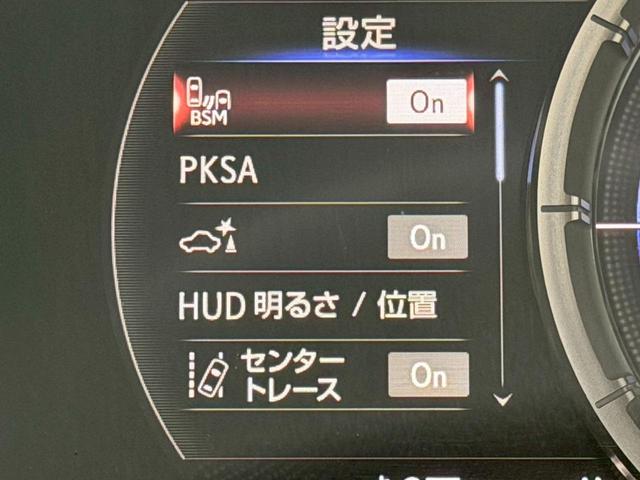 設定
BSM On
PKSA
On
HUD 明るさ / 位置
センター
トレース On